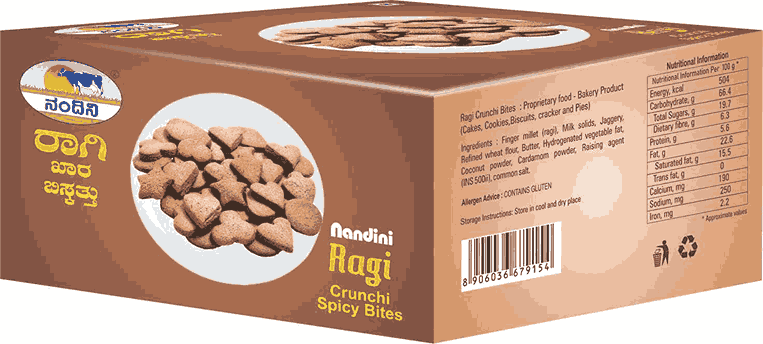 ನಂದಿನಿ
ರಾಗಿ
ಖಾರ
ಬಿಸ್ಕತ್ತು
Nandini
Ragi
Crunchi
Spicy Bites
Ragi Crunchi Bites : Proprietary food - Bakery Product
(Cakes, Cookies,Biscuits, cracker and Pies)
Ingredients : Finger millet (ragi), Milk solids, Jaggery,
Refined wheat flour, Butter, Hydrogenated vegetable fat,
Coconut powder, Cardamom powder, Raising agent
(INS 500ii), common salt.
Allergen Advice : CONTAINS GLUTEN
Storage Instructions: Store in cool and dry place
8 906036 679154
Nutritional Information
Nutritional Information Per 100 g *
Energy, kcal 504
Carbohydrate, g 66.4
Total Sugars, g 19.7
Dietary fibre, g 6.3
Protein, g 5.6
Fat, g 22.6
Saturated fat, g 15.5
Trans fat, g 0
Calcium, mg 190
Sodium, mg 250
Iron, mg 2.2
* Approximate values